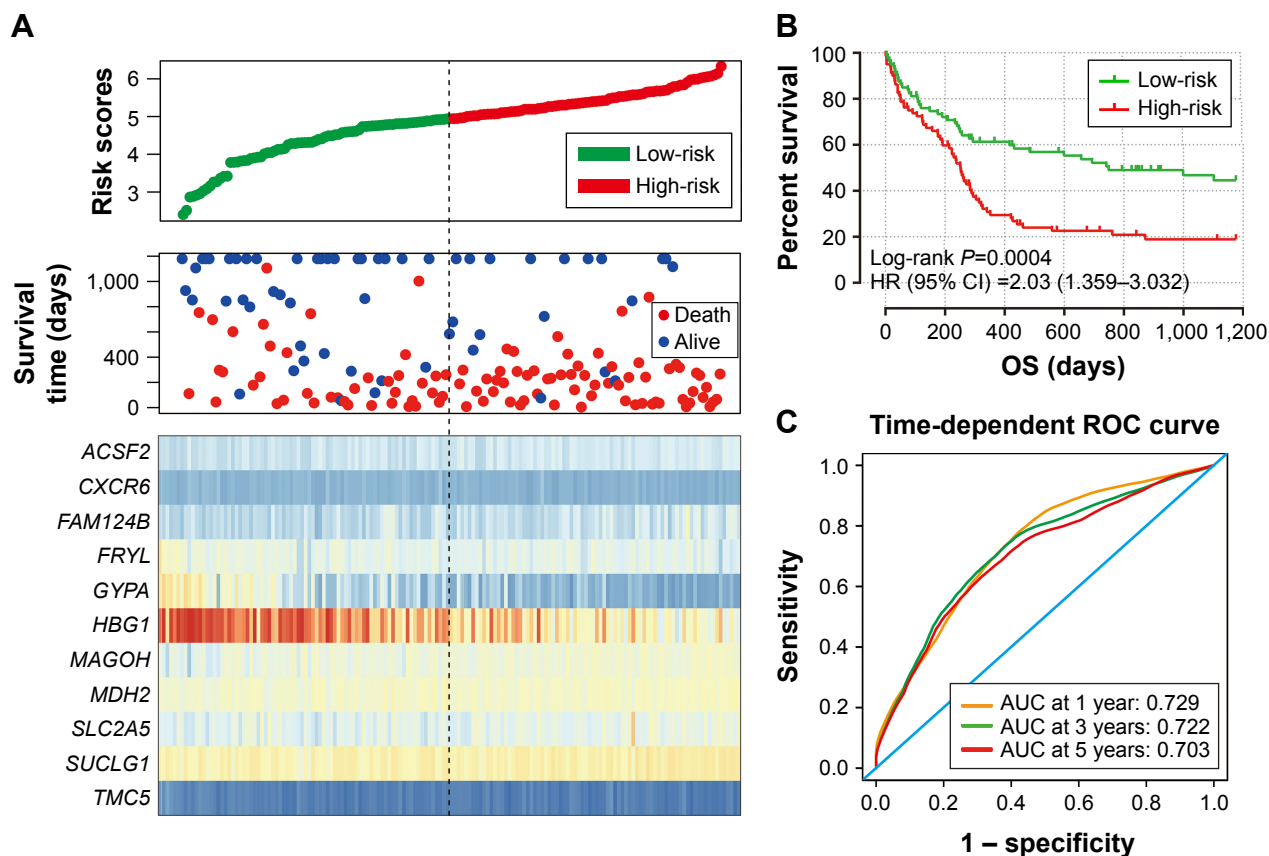 A
Risk scores
6
5
4
3
Low-risk
High-risk
Survival
time (days)
1,000
400
0
Death
Alive
ACSF2
CXCR6
FAM124B
FRYL
GYPA
HBG1
MAGOH
MDH2
SLC2A5
SUCLG1
TMC5
B
Percent survival
100
80
60
40
20
0
Low-risk
High-risk
Log-rank P=0.0004
HR (95% CI) =2.03 (1.359–3.032)
0 200 400 600 800 1,000 1,200
OS (days)
C
Time-dependent ROC curve
Sensitivity
1.0
0.8
0.6
0.4
0.2
0.0
AUC at 1 year: 0.729
AUC at 3 years: 0.722
AUC at 5 years: 0.703
0.0 0.2 0.4 0.6 0.8 1.0
1 – specificity